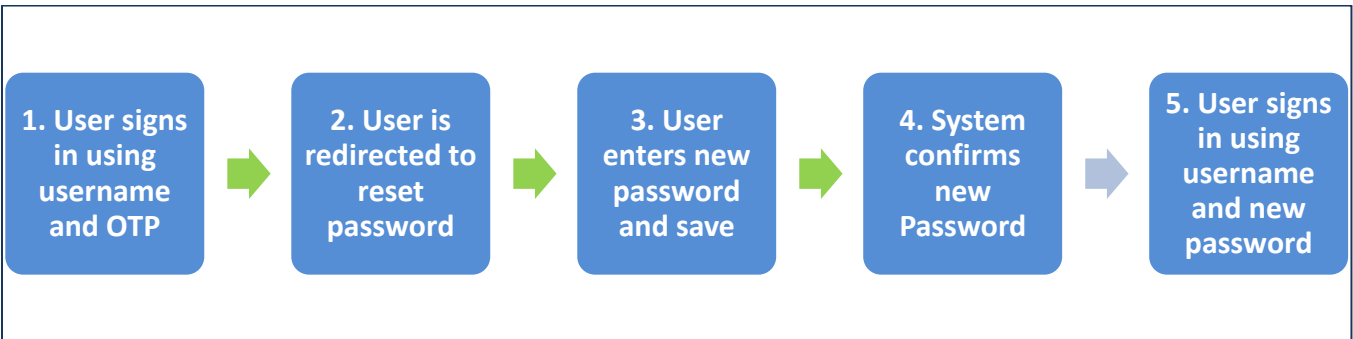 1. User signs
in using
username
and OTP
2. User is
redirected to
reset
password
3. User
enters new
password
and save
4. System
confirms
new
Password
5. User signs
in using
username
and new
password